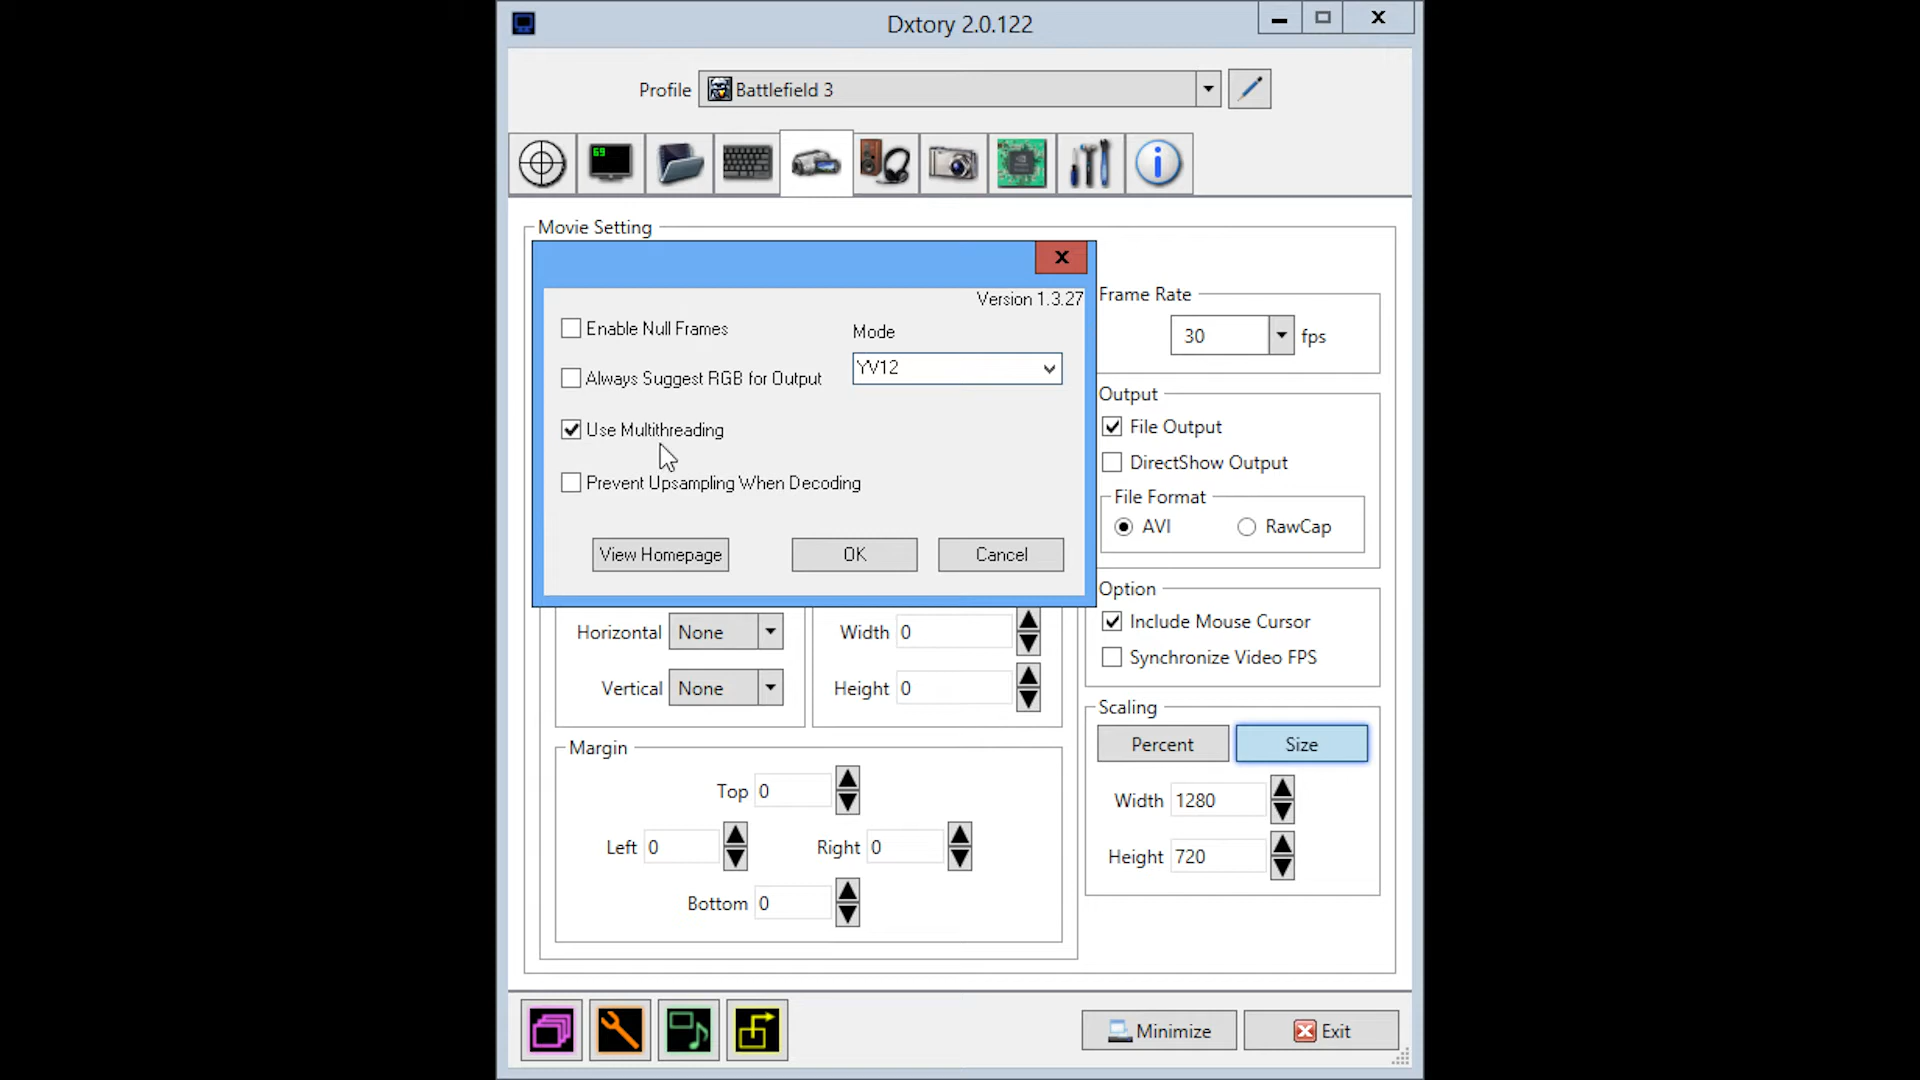 Dxtory 2.0.122
Profile
Battlefield 3
69
Movie Setting
Version 1.3.27
Enable Null Frames
Mode
Always Suggest RGB for Output
YV12
Use Multithreading
Prevent Upsampling When Decoding
View Homepage
OK
Cancel
Frame Rate
30
fps
Output
File Output
DirectShow Output
File Format
AVI
RawCap
Option
Include Mouse Cursor
Synchronize Video FPS
Horizontal
None
Width
0
Vertical
None
Height
0
Scaling
Percent
Size
Margin
Top
0
Width
1280
Left
0
Right
0
Height
720
Bottom
0
Minimize
Exit